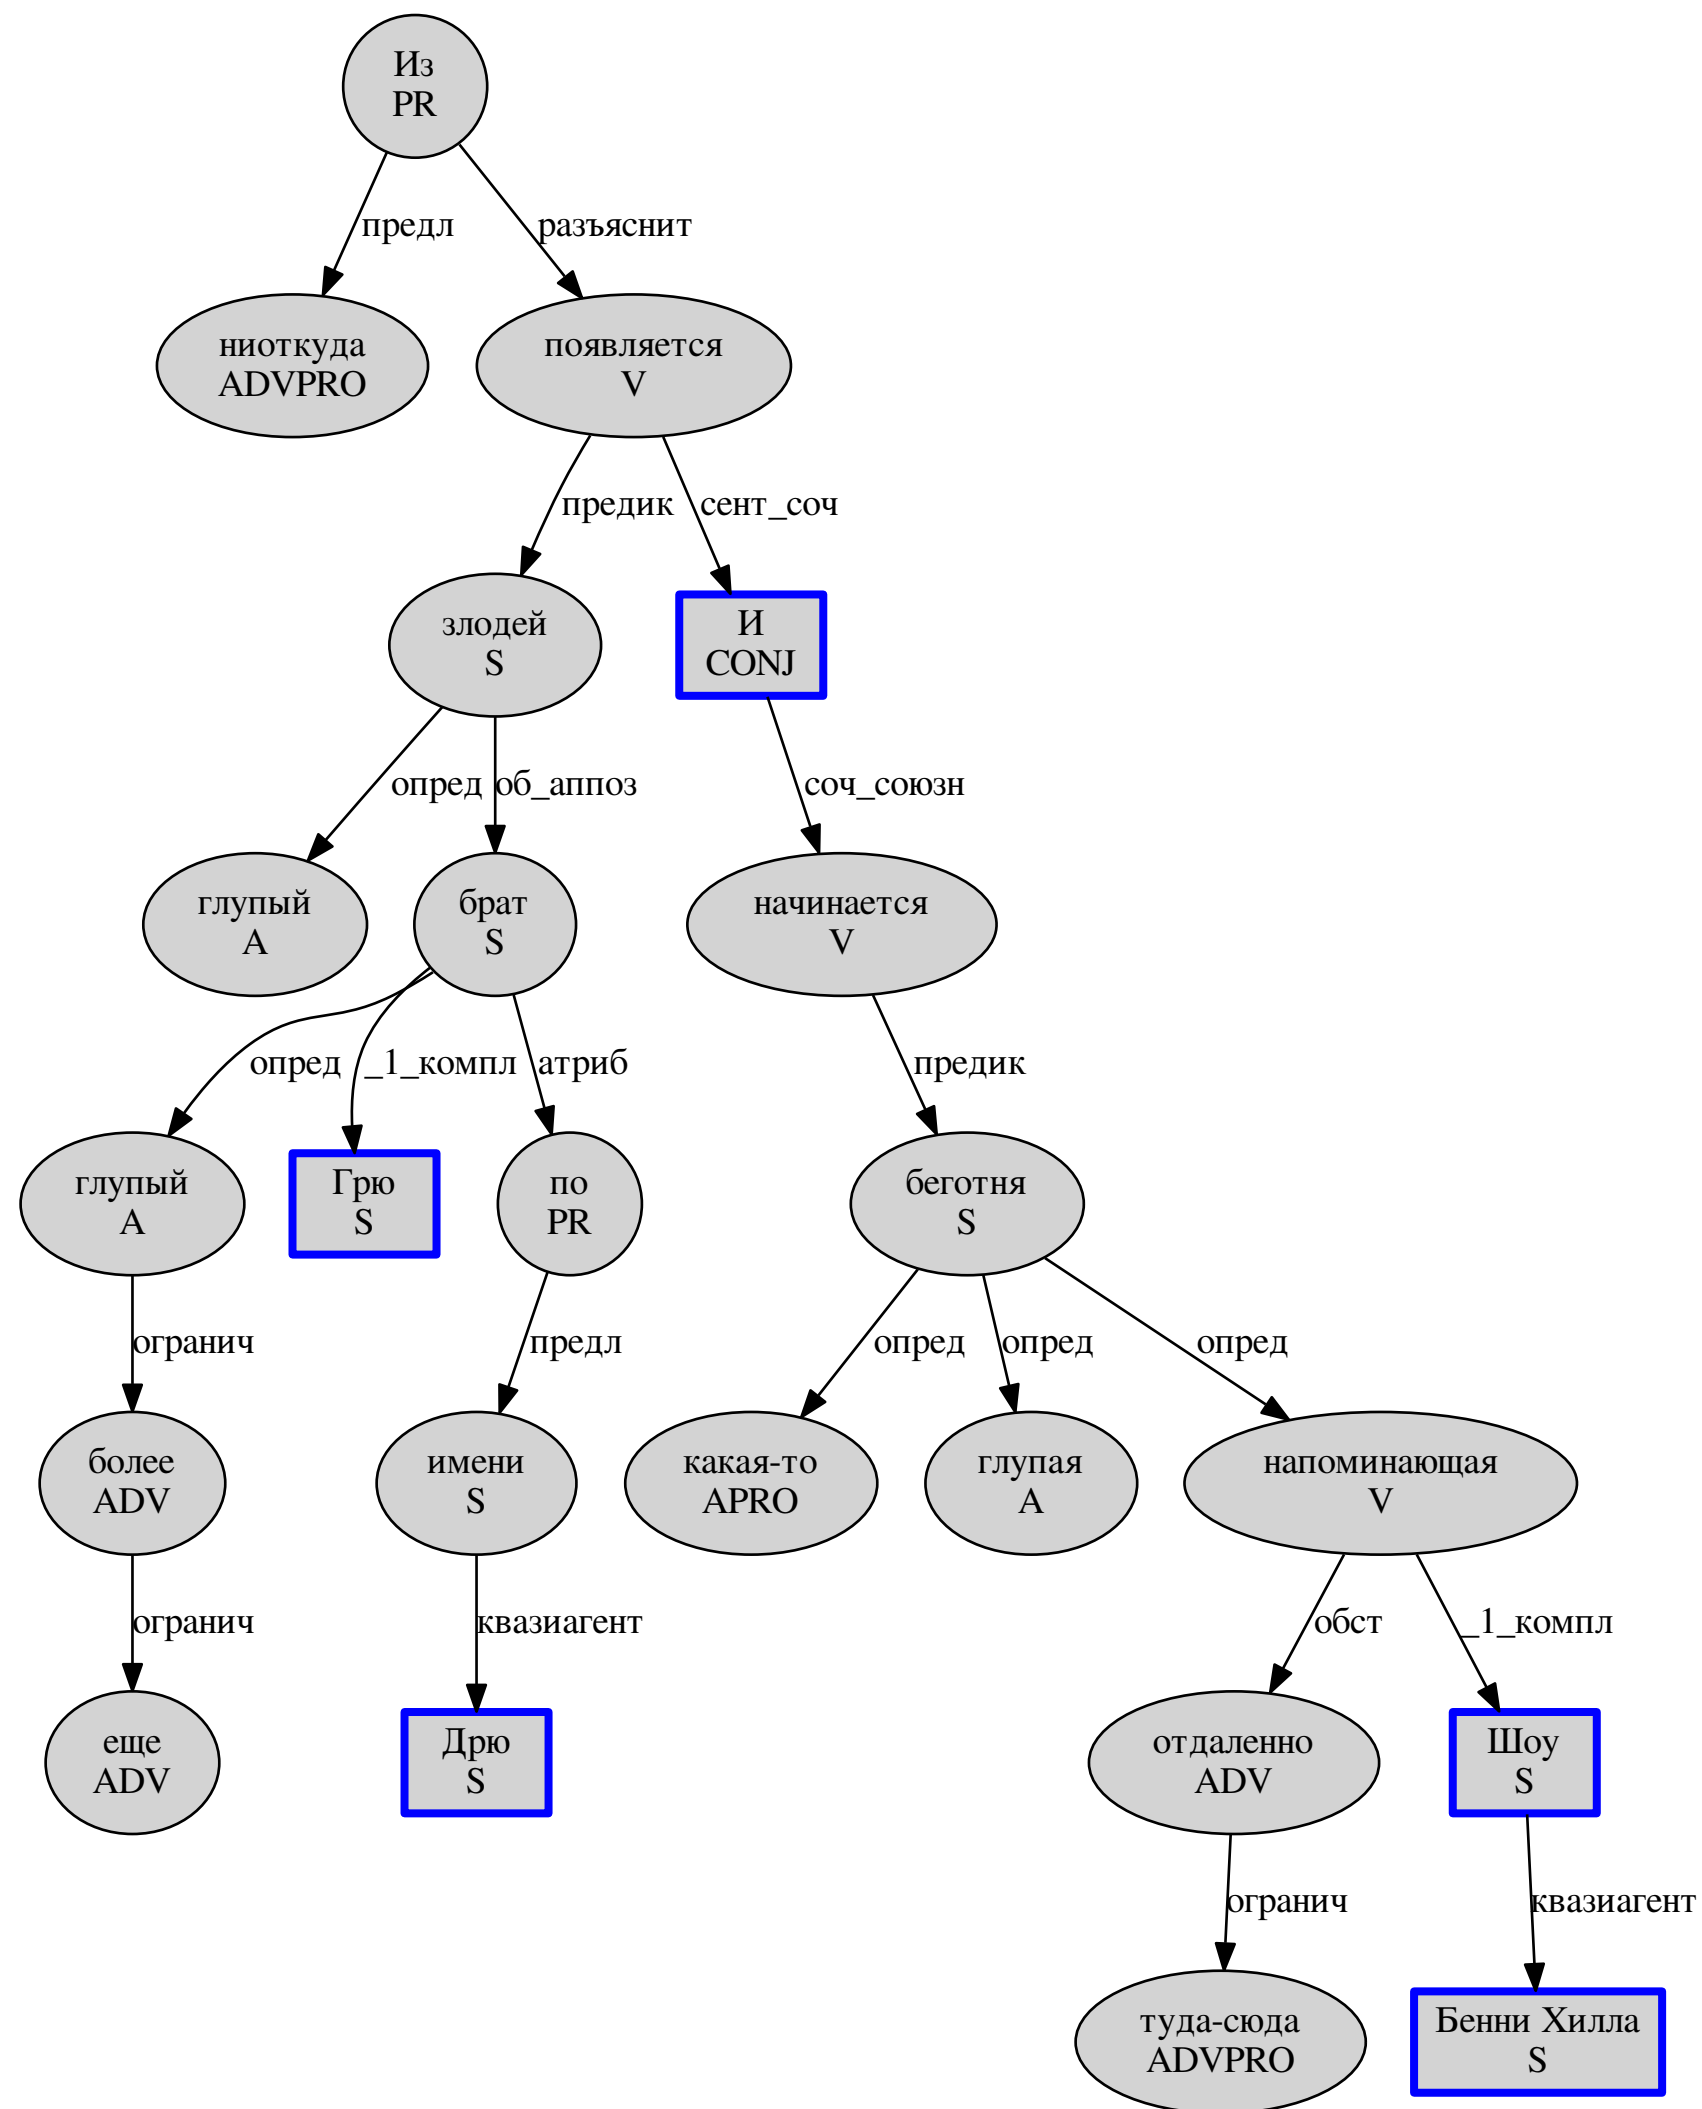 Из
PR
предл
разъяснит
ниоткуда
ADVPRO
появляется
V
предик
сент_соч
злодей
S
И
CONJ
опред
об_аппоз
соч_союзн
глупый
A
брат
S
начинается
V
опред
_1_компл
атриб
предик
глупый
A
Грю
S
по
PR
беготня
S
огранич
предл
опред
опред
опред
более
ADV
имени
S
какая-то
APRO
глупая
A
напоминающая
V
огранич
квазиагент
обст
_1_компл
еще
ADV
Дрю
S
отдаленно
ADV
Шоу
S
огранич
квазиагент
туда-сюда
ADVPRO
Бенни Хилла
S